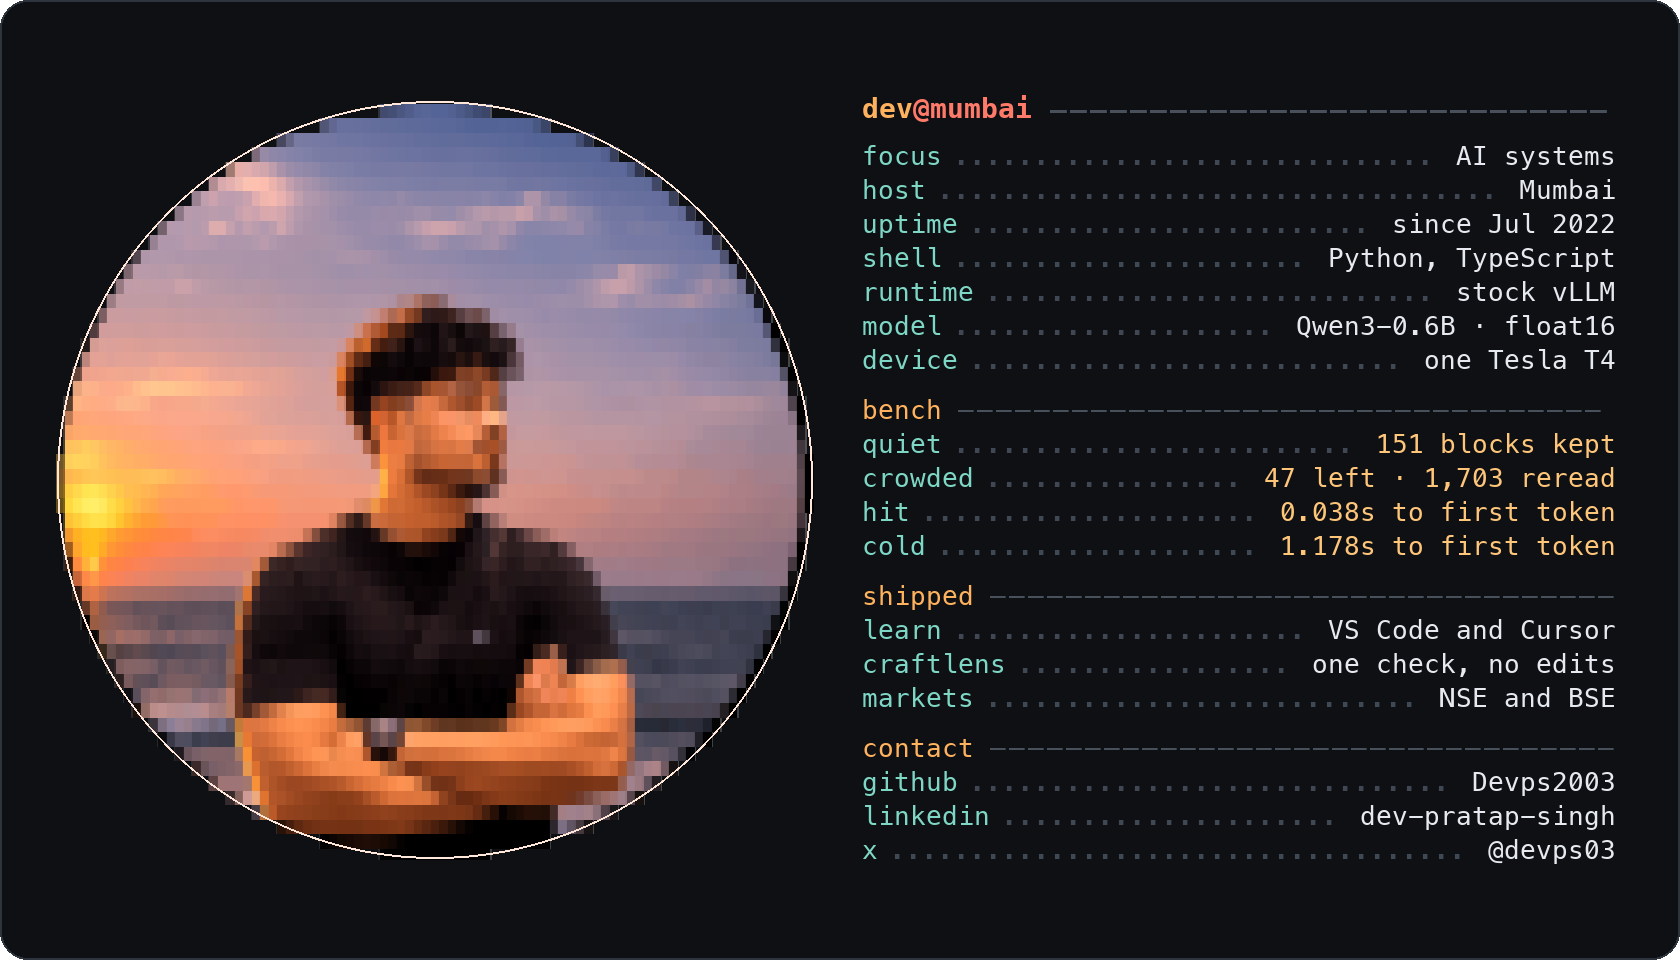 dev@mumbai -----------------------------
focus .............................. AI systems
host ................................... Mumbai
uptime ......................... since Jul 2022
shell ...................... Python, TypeScript
runtime ............................ stock vLLM
model .................... Qwen3-0.6B · float16
device ........................... one Tesla T4
bench ----------------------------------
quiet ......................... 151 blocks kept
crowded ................ 47 left · 1,703 reread
hit ..................... 0.038s to first token
cold .................... 1.178s to first token
shipped ---------------------------------
learn ...................... VS Code and Cursor
craftlens ................. one check, no edits
markets ........................... NSE and BSE
contact ---------------------------------
github .............................. Devps2003
linkedin ..................... dev-pratap-singh
x .................................... @devps03